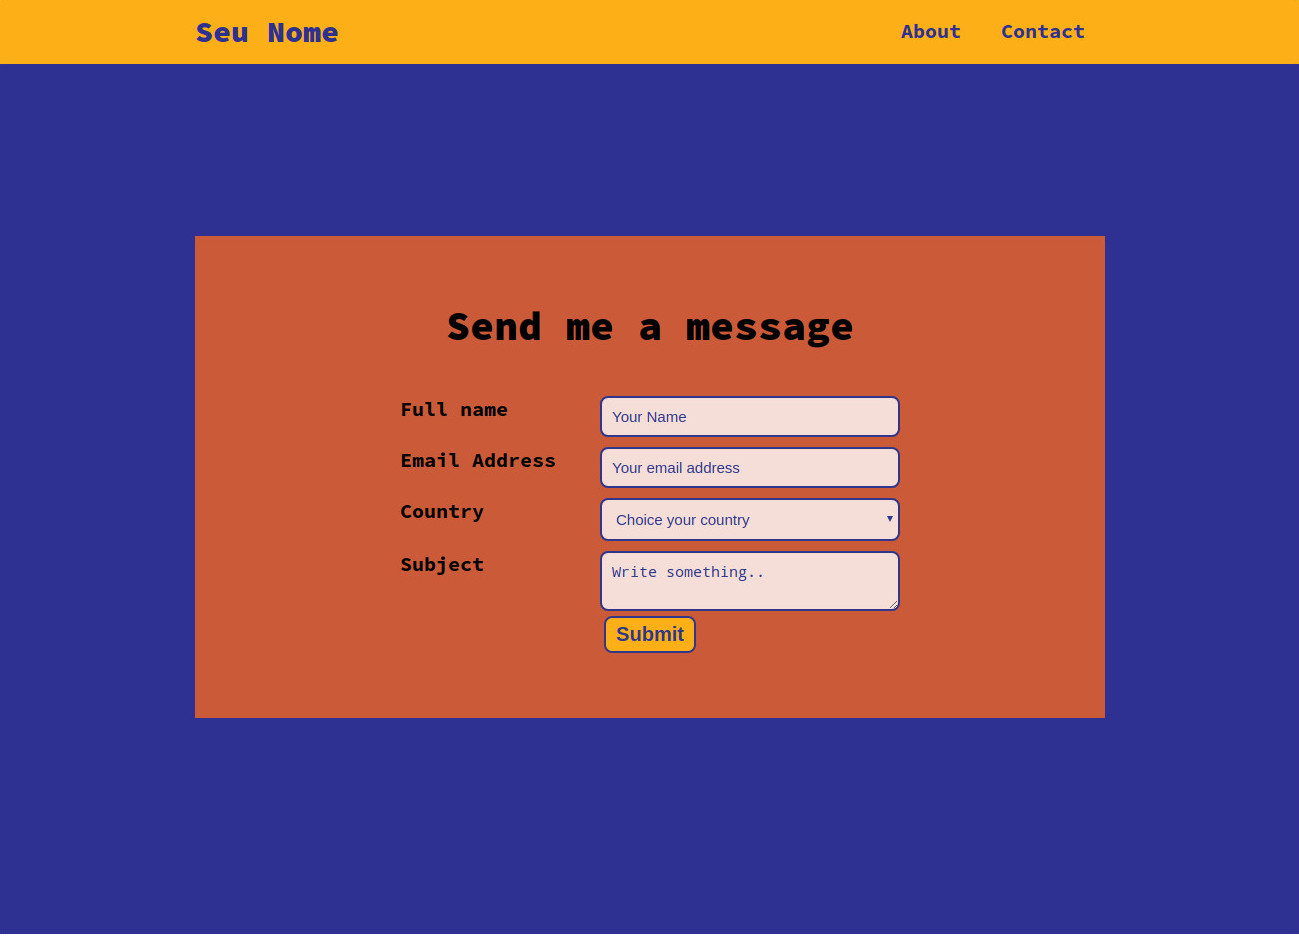 Seu Nome About Contact
Send me a message
Full name Your Name
Email Address Your email address
Country Choice your country
Subject Write something..
Submit